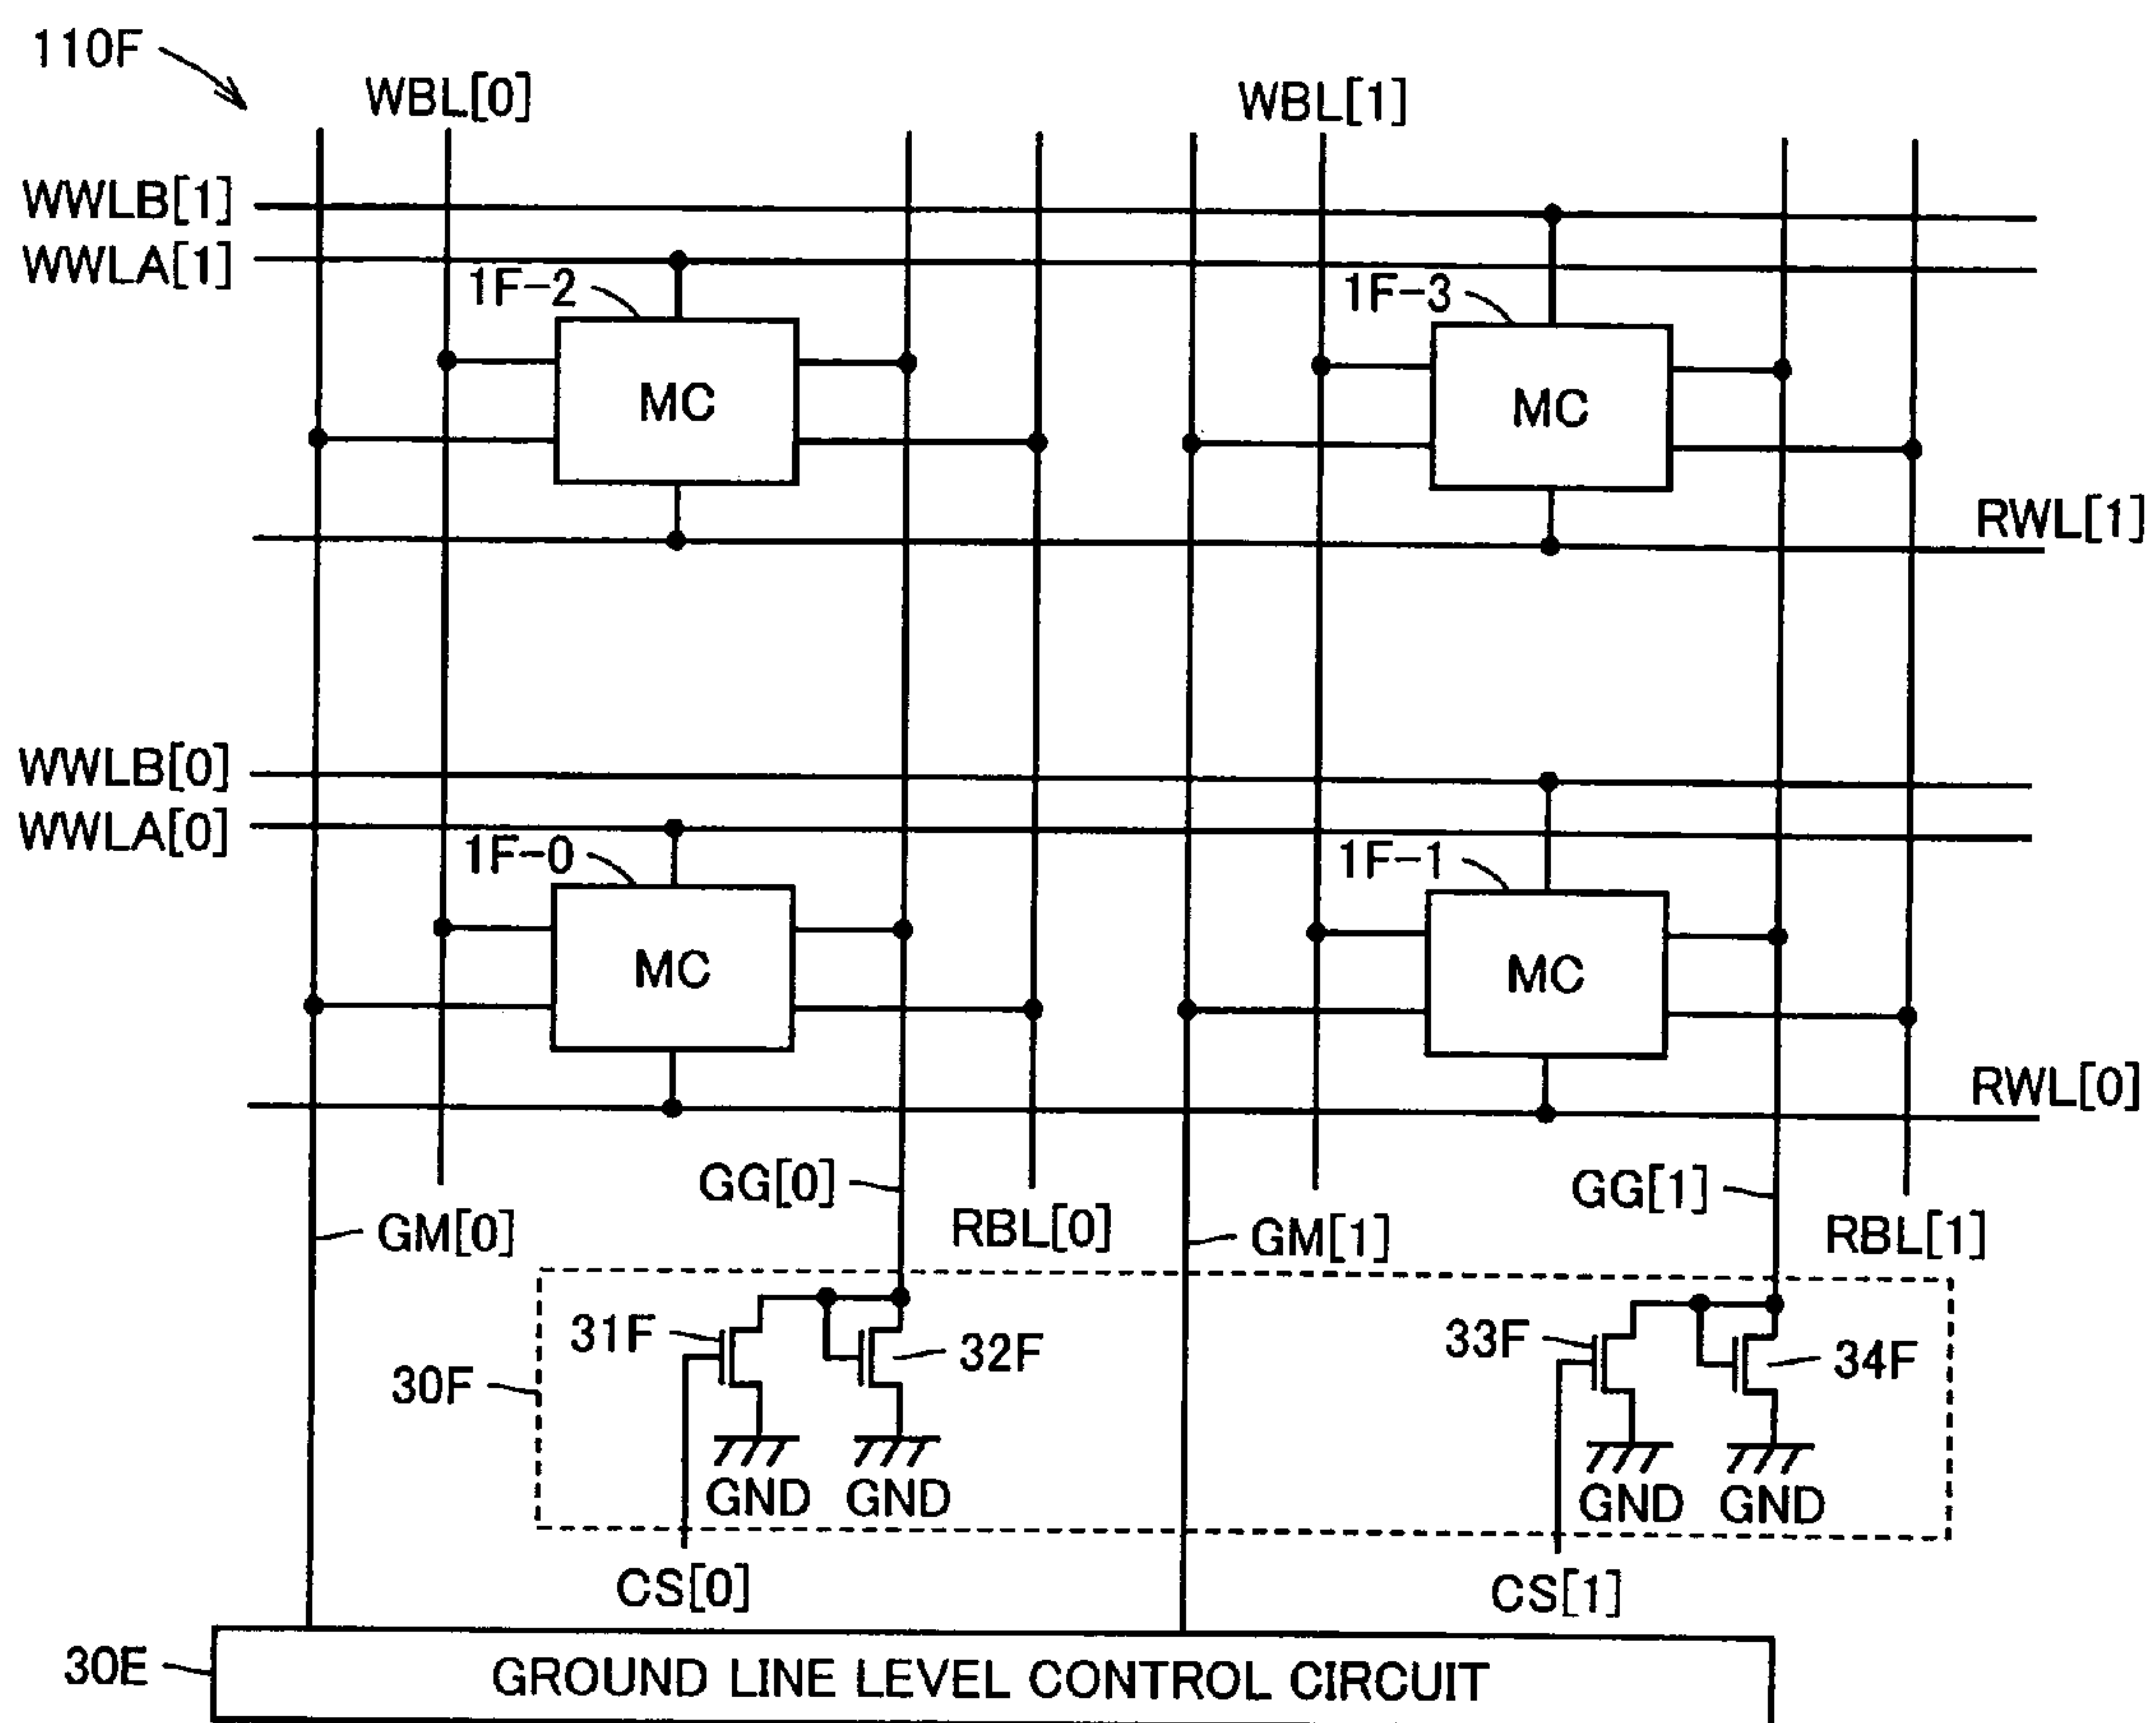 110F
WBL[0] WBL[1]
WWLB[1]
WWLA[1]
1F-2 1F-3
MC MC
RWL[1]
WWLB[0]
WWLA[0]
1F-0 1F-1
MC MC
RWL[0]
GG[0] GG[1]
GM[0] RBL[0] GM[1] RBL[1]
31F 32F 33F 34F
30F
GND GND GND GND
CS[0] CS[1]
30E GROUND LINE LEVEL CONTROL CIRCUIT